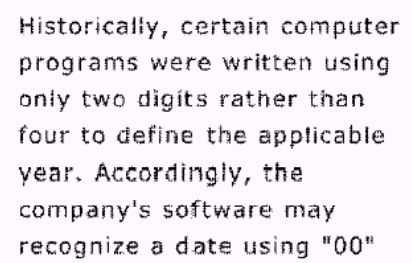 Historically, certain computer
programs were written using
only two digits rather than
four to define the applicable
year. Accordingly, the
company's software may
recognize a date using "00"